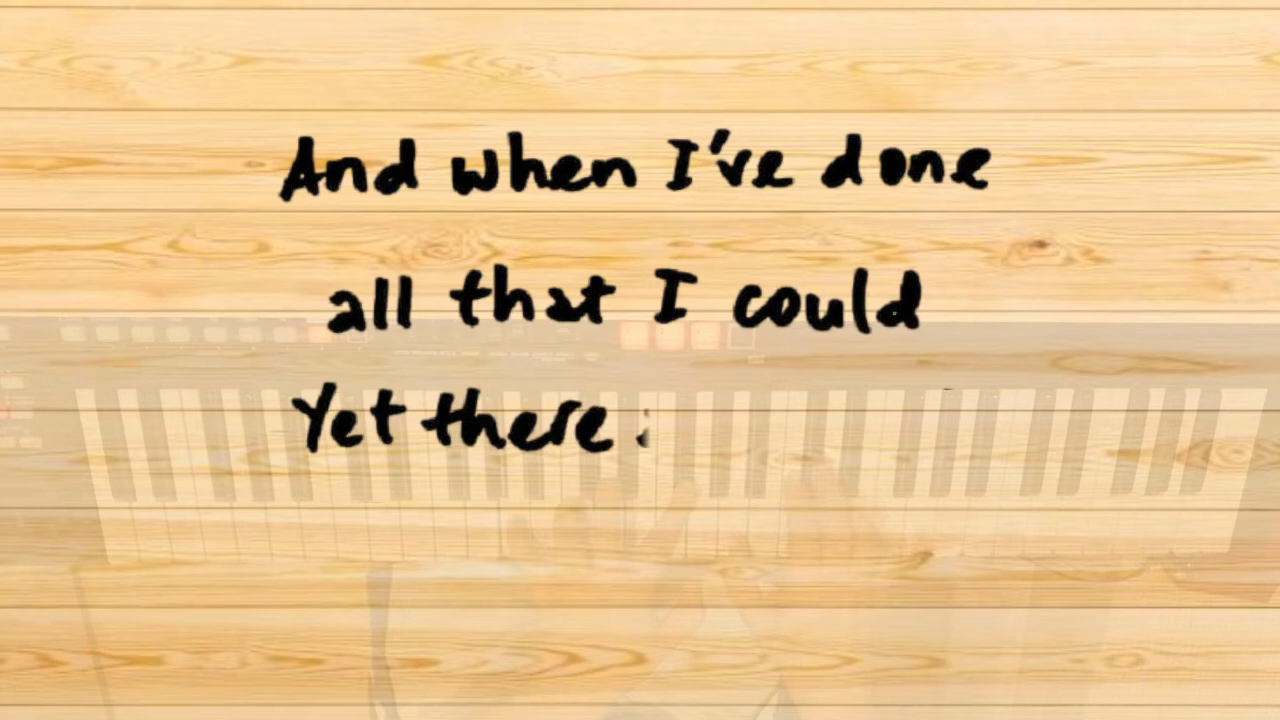 And when I've done
all that I could
Yet there